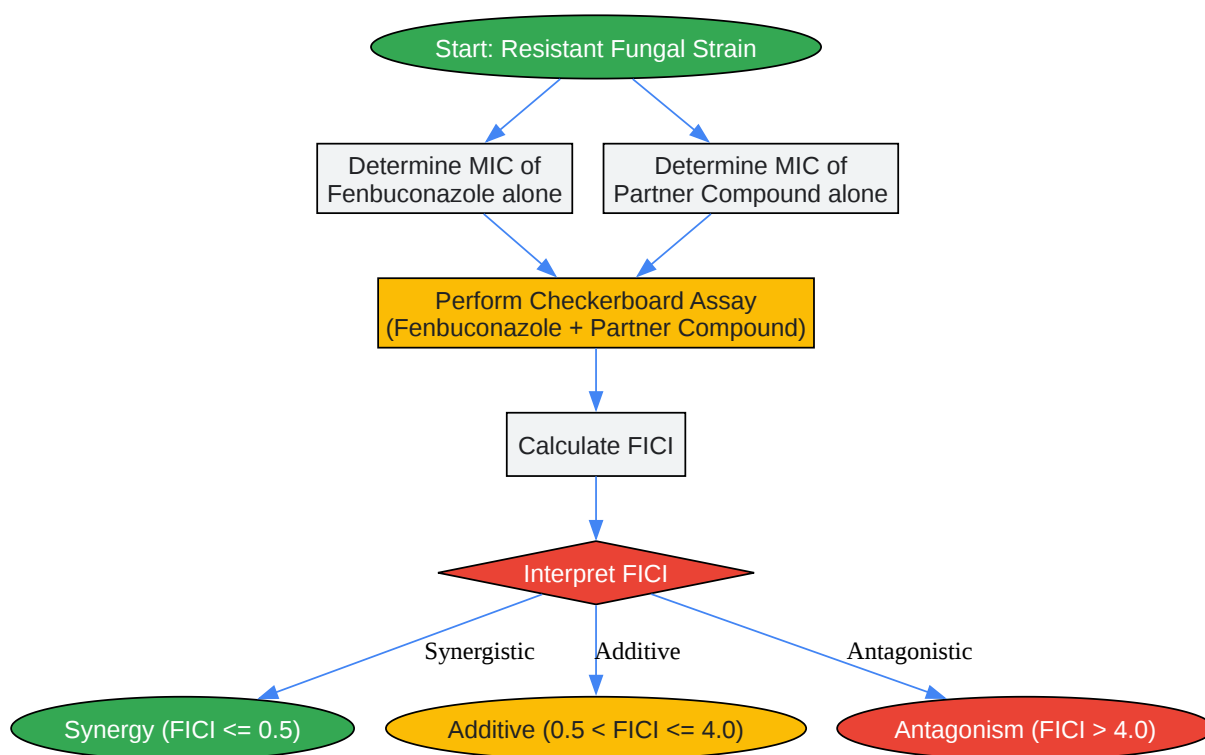 Start: Resistant Fungal Strain
Determine MIC of
Fenbuconazole alone
Determine MIC of
Partner Compound alone
Perform Checkerboard Assay
(Fenbuconazole + Partner Compound)
Calculate FICI
Interpret FICI
Synergistic
Additive
Antagonistic
Synergy (FICI <= 0.5)
Additive (0.5 < FICI <= 4.0)
Antagonism (FICI > 4.0)